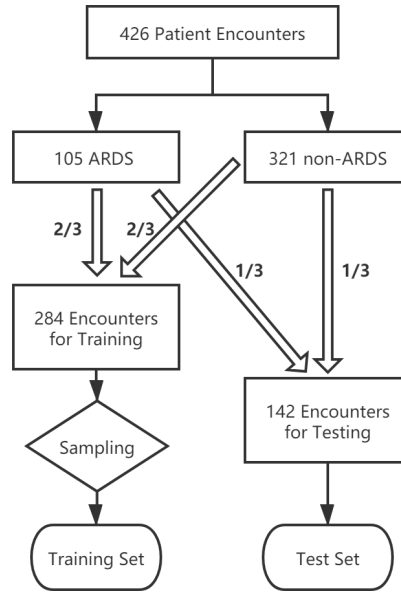 426 Patient Encounters
105 ARDS
321 non-ARDS
2/3
2/3
1/3
1/3
284 Encounters
for Training
142 Encounters
for Testing
Sampling
Training Set
Test Set